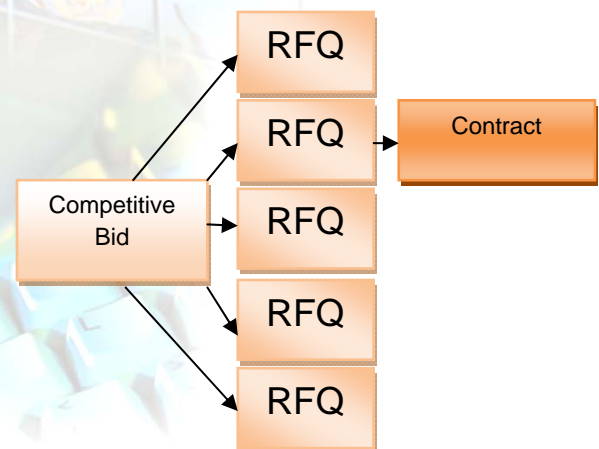 RFQ
RFQ
Contract
RFQ
Competitive
Bid
RFQ
RFQ